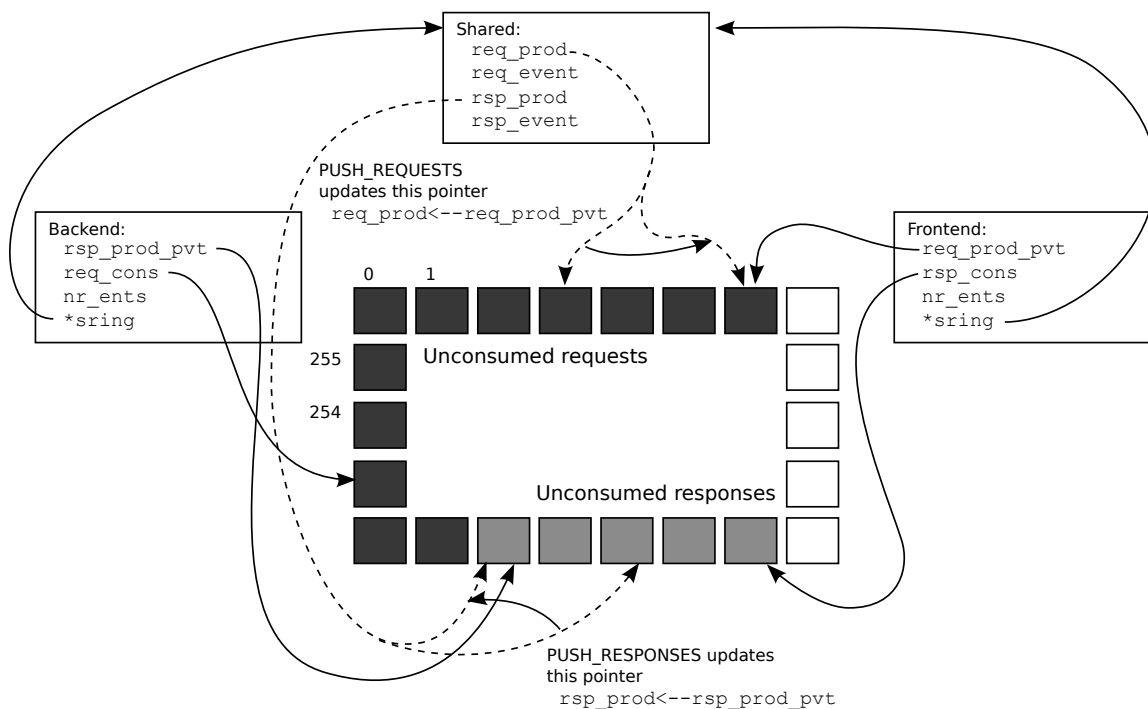 Shared:
req_prod
req_event
rsp_prod
rsp_event
PUSH_REQUESTS
updates this pointer
req_prod<--req_prod_pvt
Backend:
rsp_prod_pvt
req_cons
nr_ents
*sring
Frontend:
req_prod_pvt
rsp_cons
nr_ents
*sring
0 1
255
Unconsumed requests
254
Unconsumed responses
PUSH_RESPONSES updates
this pointer
rsp_prod<--rsp_prod_pvt